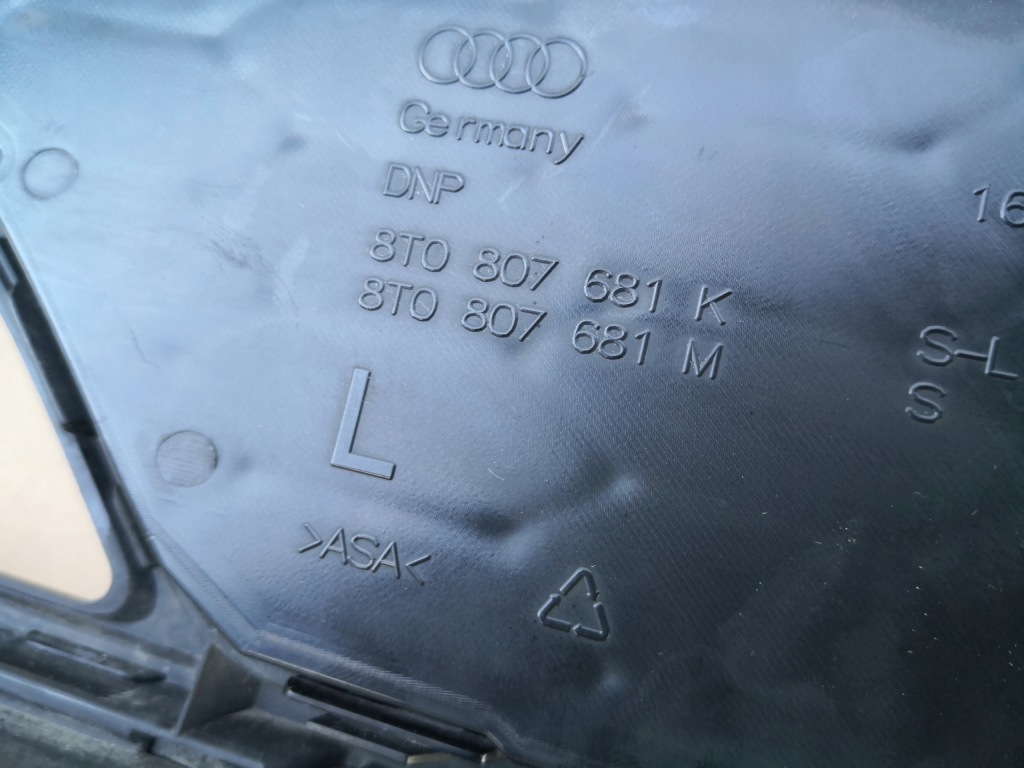 Germany
DNP
8T0 807 681 K
8T0 807 681 M
L
>ASA<
16
S-L
S